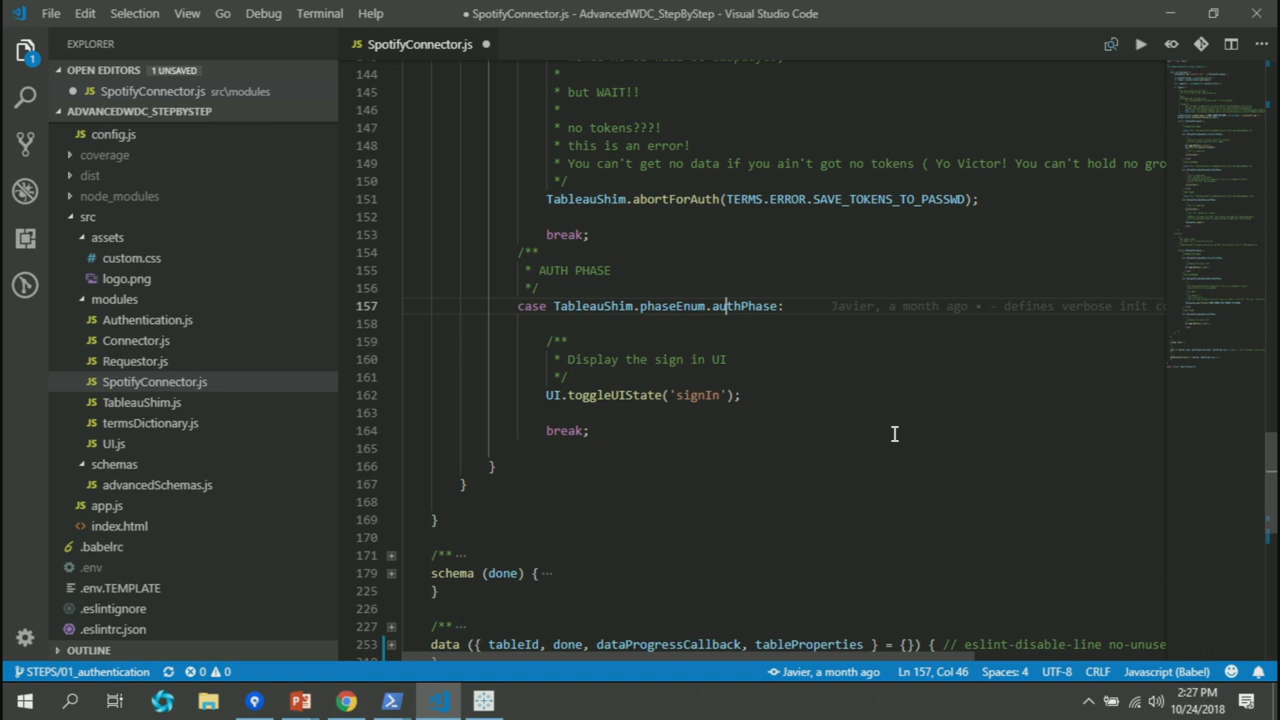 File Edit Selection View Go Debug Terminal Help
● SpotifyConnector.js - AdvancedWDC_StepByStep - Visual Studio Code
EXPLORER
OPEN EDITORS 1 UNSAVED
● JS SpotifyConnector.js src\modules
ADVANCEDWDC_STEPBYSTEP
JS config.js
coverage
dist
node_modules
src
assets
# custom.css
logo.png
modules
JS Authentication.js
JS Connector.js
JS Requestor.js
JS SpotifyConnector.js
JS TableauShim.js
JS termsDictionary.js
JS UI.js
schemas
JS advancedSchemas.js
JS app.js
<> index.html
.babelrc
.env
.env.TEMPLATE
.eslintignore
.eslintrc.json
OUTLINE
JS SpotifyConnector.js ●
144 *
145 * but WAIT!!
146 *
147 * no tokens???!
148 * this is an error!
149 * You can't get no data if you ain't got no tokens ( Yo Victor! You can't hold no gro
150 */
151 TableauShim.abortForAuth(TERMS.ERROR.SAVE_TOKENS_TO_PASSWD);
152
153 break;
154 /**
155 * AUTH PHASE
156 */
157 case TableauShim.phaseEnum.authPhase: Javier, a month ago • - defines verbose init co
158
159 /**
160 * Display the sign in UI
161 */
162 UI.toggleUIState('signIn');
163
164 break;
165
166 }
167 }
168
169 }
170
171 /** ...
179 schema (done) { ...
225 }
226
227 /** ...
253 data ({ tableId, done, dataProgressCallback, tableProperties } = {}) { // eslint-disable-line no-unuse
STEPS/01_authentication 0 0 Javier, a month ago Ln 157, Col 46 Spaces: 4 UTF-8 CRLF Javascript (Babel)
2:27 PM
10/24/2018